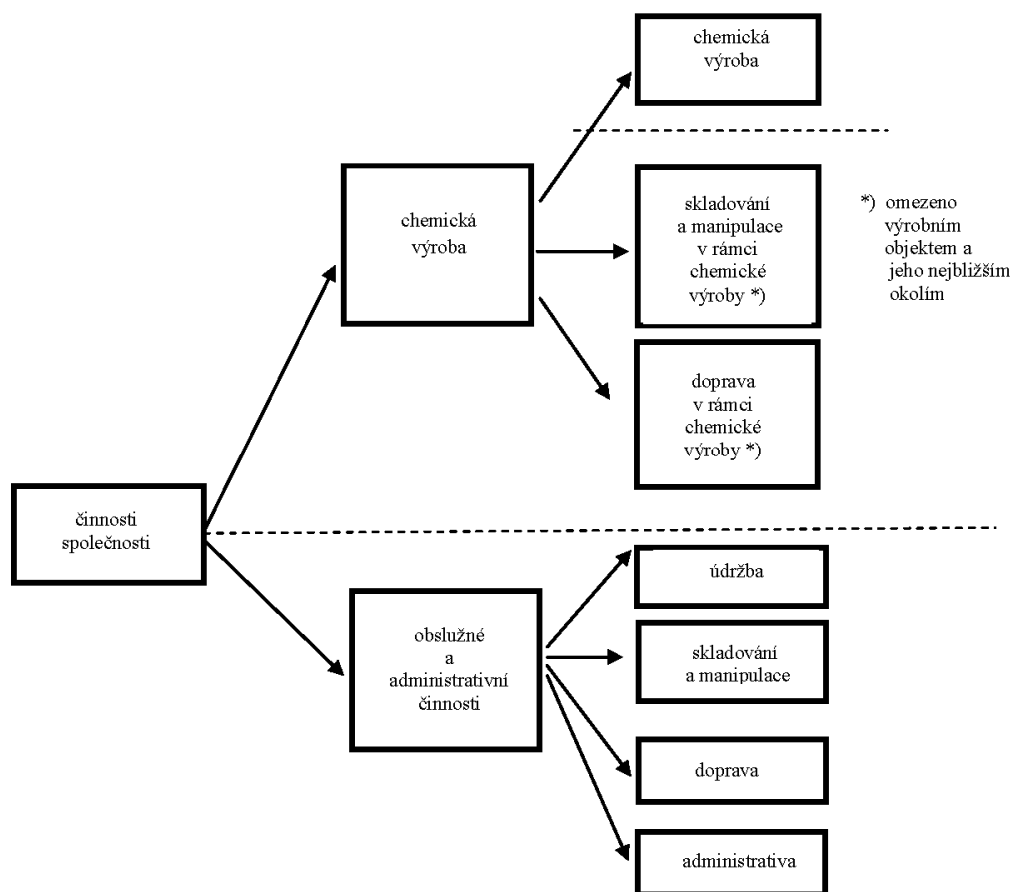 chemická
výroba
chemická
výroba
skladování
a manipulace
v rámci
chemické
výroby *)
*) omezeno
výrobním
objektem a
jeho nejbližším
okolím
doprava
v rámci
chemické
výroby *)
činnosti
společnosti
obslužné
a
administrativní
činnosti
údržba
skladování
a manipulace
doprava
administrativa